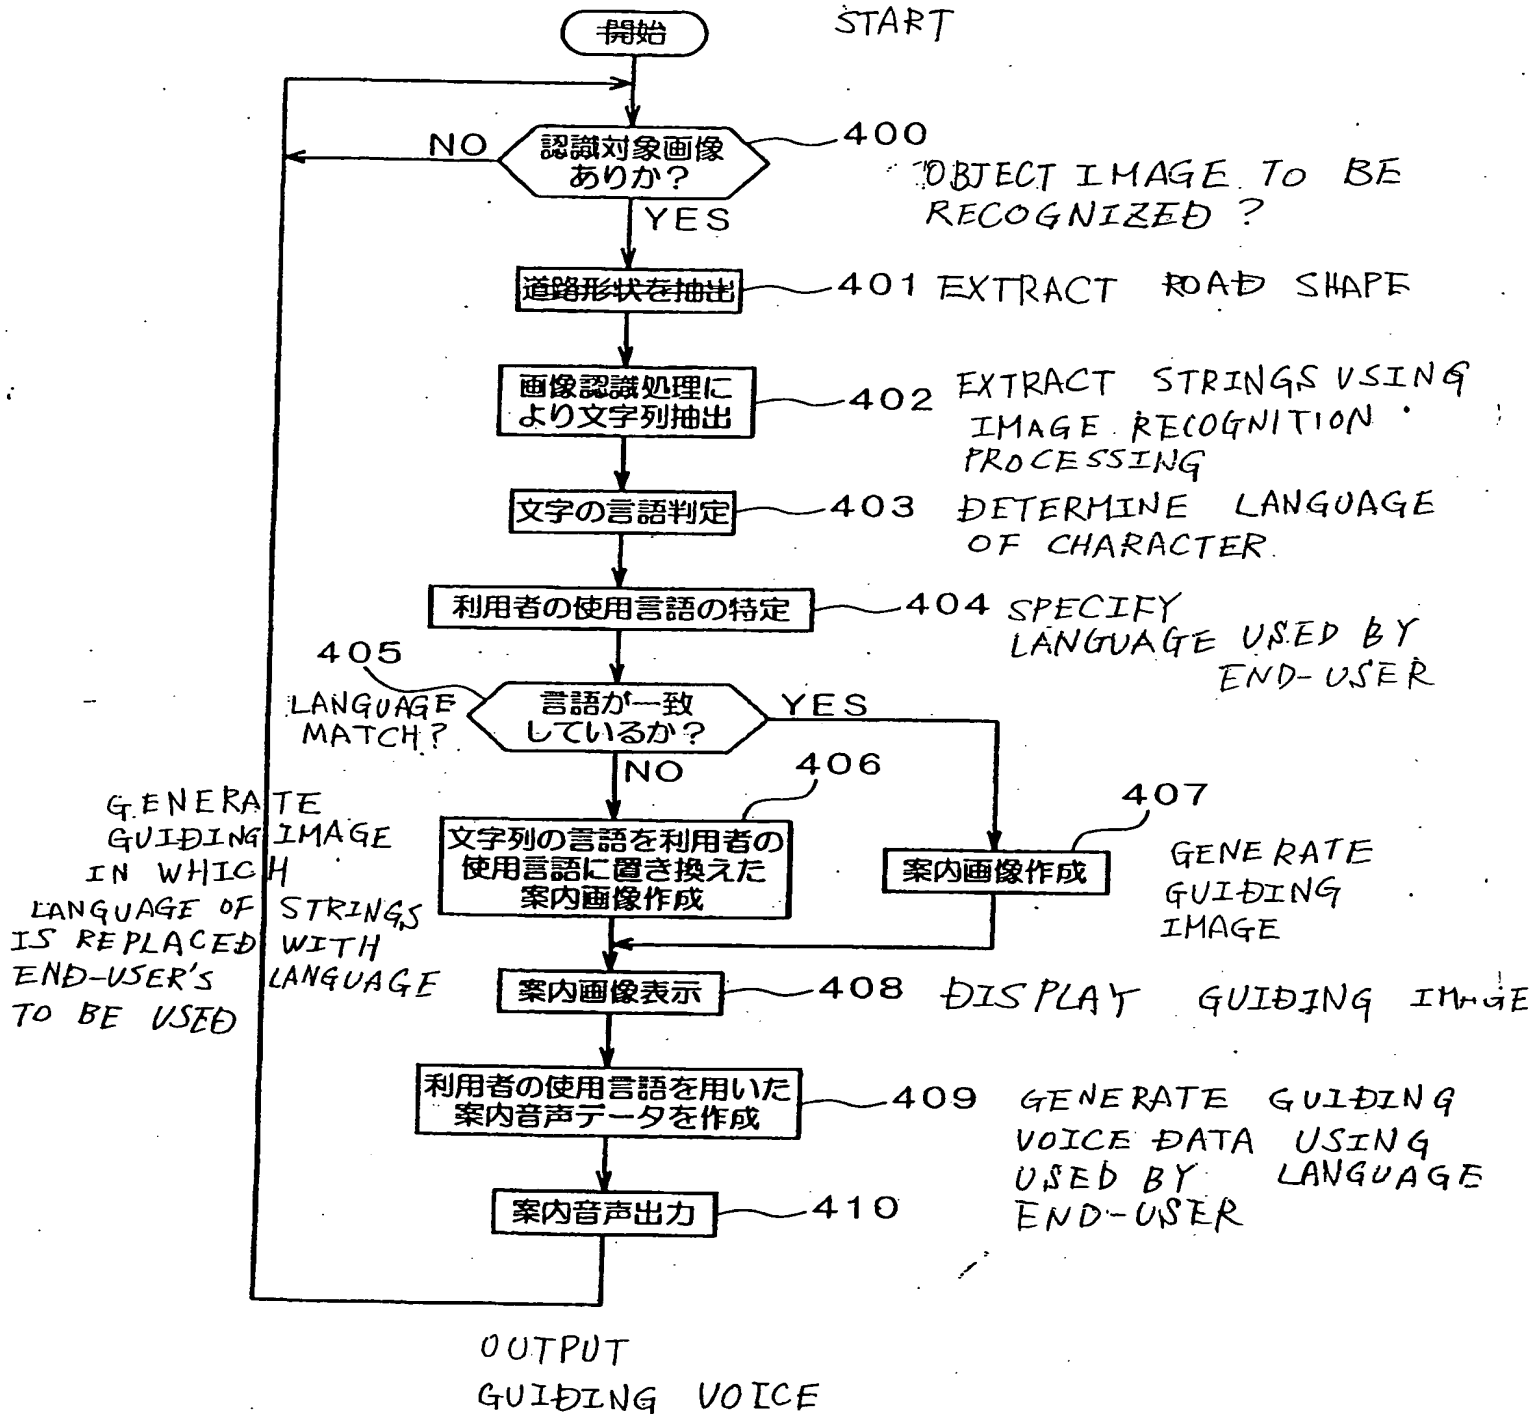 開始
START
NO
認識対象画像
ありか?
400
OBJECT IMAGE TO BE
RECOGNIZED?
YES
道路形状を抽出
401
EXTRACT ROAD SHAPE
画像認識処理に
より文字列抽出
402
EXTRACT STRINGS USING
IMAGE RECOGNITION
PROCESSING
文字の言語判定
403
DETERMINE LANGUAGE
OF CHARACTER
利用者の使用言語の特定
404
SPECIFY
LANGUAGE USED BY
END-USER
405
LANGUAGE
MATCH?
言語が一致
しているか?
YES
NO
406
407
GENERATE
GUIDING IMAGE
IN WHICH
LANGUAGE OF STRINGS
IS REPLACED WITH
END-USER'S LANGUAGE
TO BE USED
文字列の言語を利用者の
使用言語に置き換えた
案内画像作成
案内画像作成
GENERATE
GUIDING
IMAGE
案内画像表示
408
DISPLAY GUIDING IMAGE
利用者の使用言語を用いた
案内音声データを作成
409
GENERATE GUIDING
VOICE DATA USING
USED BY LANGUAGE
END-USER
案内音声出力
410
OUTPUT
GUIDING VOICE